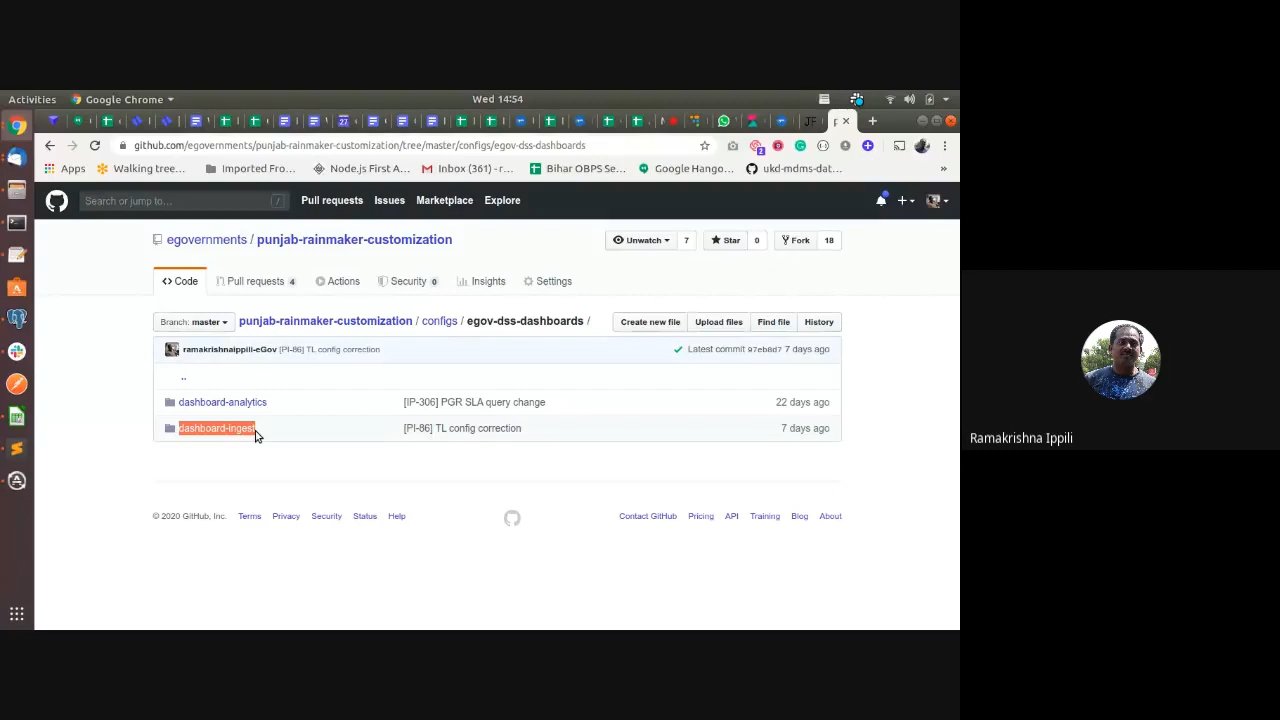 Activities Google Chrome Wed 14:54
27 JF
github.com/egovernments/punjab-rainmaker-customization/tree/master/configs/egov-dss-dashboards 2
Apps Walking tree... Imported Fro... Node.js First A... Inbox (361) - r... Bihar OBPS Se... Google Hango... ukd-mdms-dat... »
Search or jump to... / Pull requests Issues Marketplace Explore
egovernments / punjab-rainmaker-customization Unwatch 7 Star 0 Fork 18
Code Pull requests 4 Actions Security 0 Insights Settings
Branch: master punjab-rainmaker-customization / configs / egov-dss-dashboards / Create new file Upload files Find file History
ramakrishnaippili-eGov [PI-86] TL config correction Latest commit 97eb8d7 7 days ago
..
dashboard-analytics [IP-306] PGR SLA query change 22 days ago
dashboard-ingest [PI-86] TL config correction 7 days ago
Ramakrishna Ippili
© 2020 GitHub, Inc. Terms Privacy Security Status Help Contact GitHub Pricing API Training Blog About